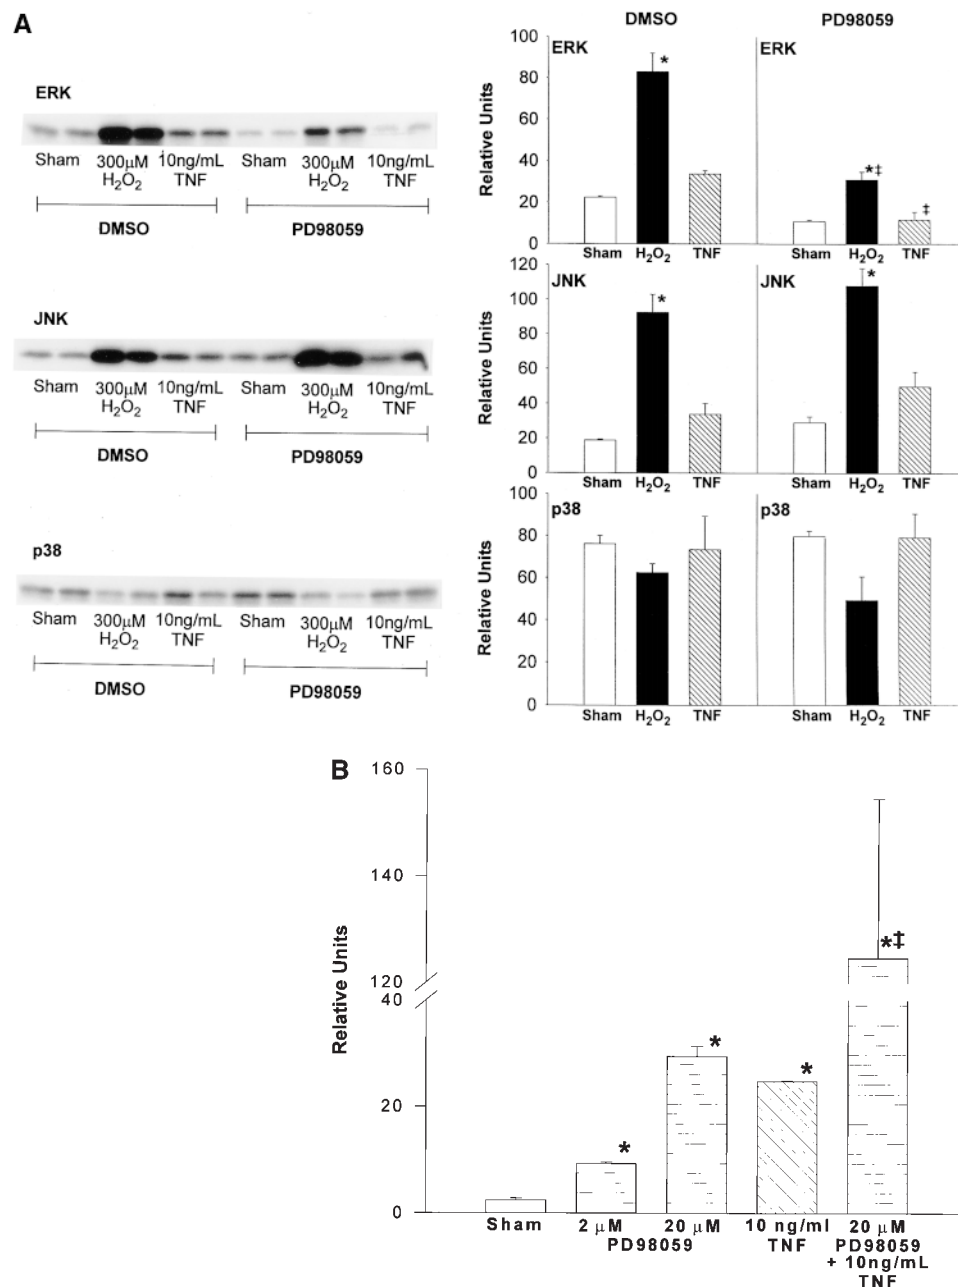 A
ERK
Sham 300μM 10ng/mL Sham 300μM 10ng/mL
H2O2 TNF H2O2 TNF
DMSO PD98059
JNK
Sham 300μM 10ng/mL Sham 300μM 10ng/mL
H2O2 TNF H2O2 TNF
DMSO PD98059
p38
Sham 300μM 10ng/mL Sham 300μM 10ng/mL
H2O2 TNF H2O2 TNF
DMSO PD98059
DMSO PD98059
Relative Units
100
80
60
40
20
0
ERK ERK
* *‡ ‡
Sham H2O2 TNF Sham H2O2 TNF
Relative Units
120
100
80
60
40
20
0
JNK JNK
* *
Sham H2O2 TNF Sham H2O2 TNF
Relative Units
100
80
60
40
20
0
p38 p38
Sham H2O2 TNF Sham H2O2 TNF
B
Relative Units
160
140
120
40
20
0
* * * *‡
Sham 2 μM 20 μM 10 ng/ml 20 μM
PD98059 TNF PD98059
+ 10ng/mL
TNF